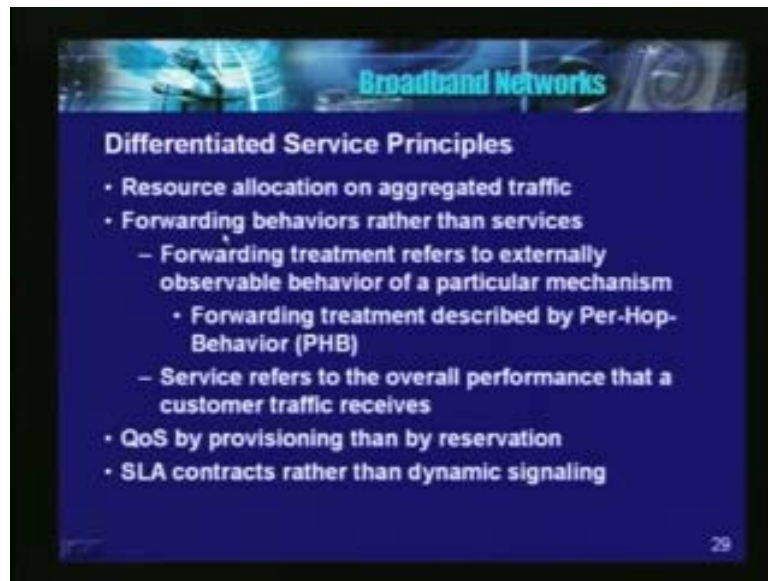 Broadband Networks
Differentiated Service Principles
• Resource allocation on aggregated traffic
• Forwarding behaviors rather than services
– Forwarding treatment refers to externally
observable behavior of a particular mechanism
• Forwarding treatment described by Per-Hop-
Behavior (PHB)
– Service refers to the overall performance that a
customer traffic receives
• QoS by provisioning than by reservation
• SLA contracts rather than dynamic signaling
29